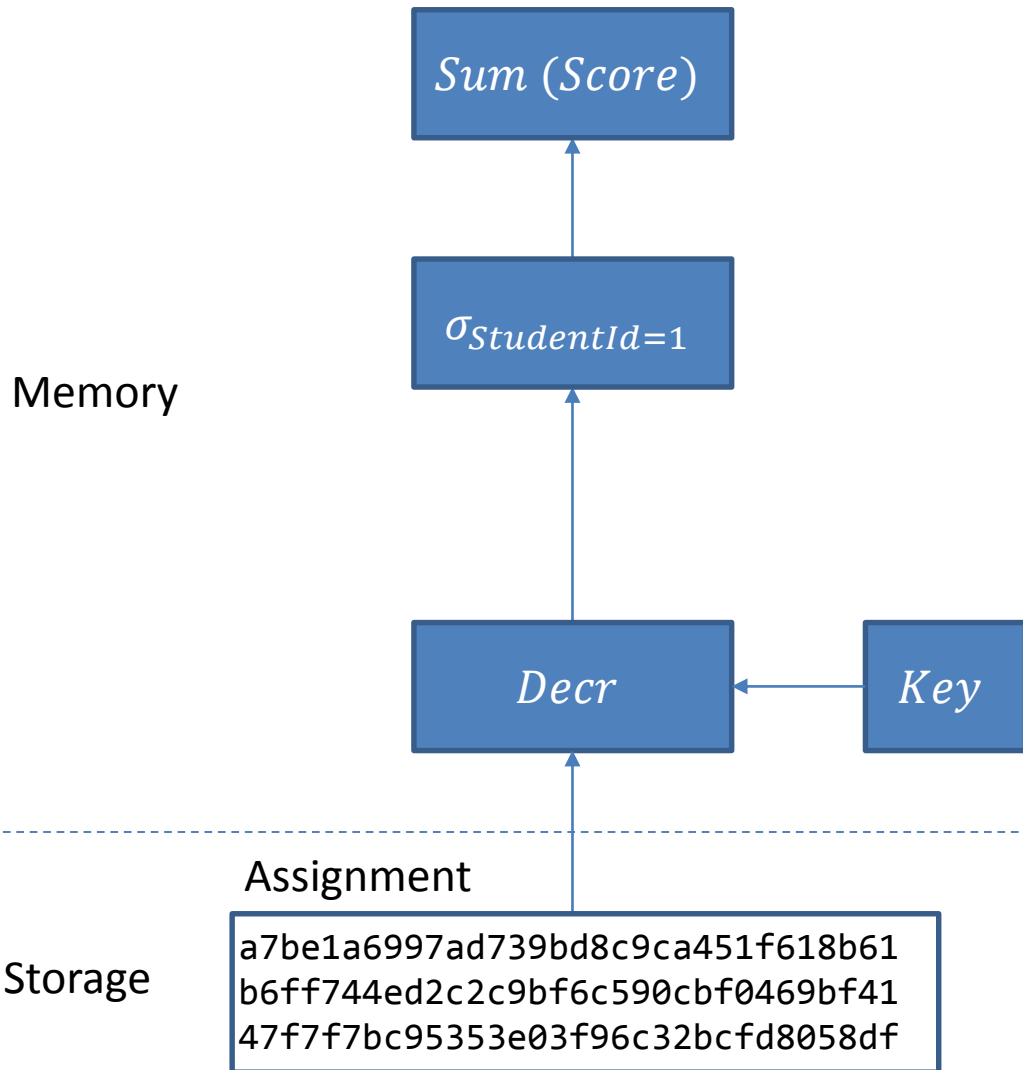 Sum (Score)
σStudentId=1
Memory
Decr
Key
Assignment
Storage
a7be1a6997ad739bd8c9ca451f618b61
b6ff744ed2c2c9bf6c590cbf0469bf41
47f7f7bc95353e03f96c32bcfd8058df